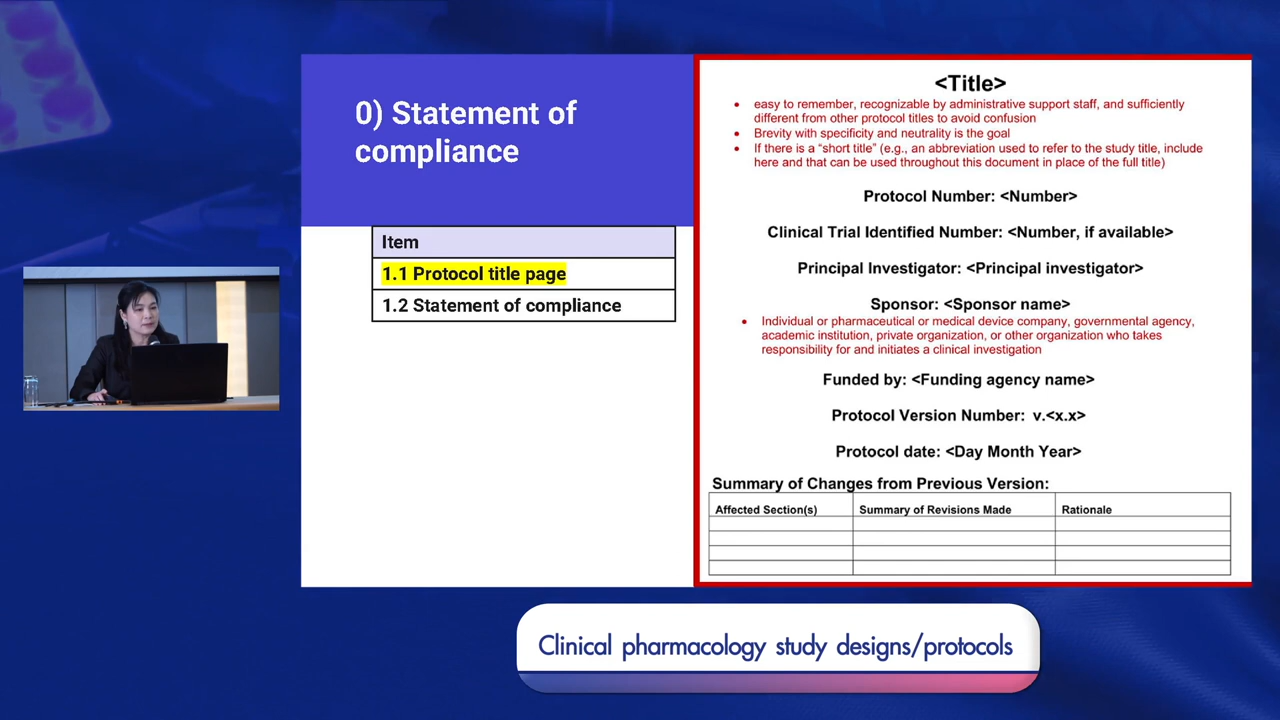 0) Statement of
compliance
Item
1.1 Protocol title page
1.2 Statement of compliance
<Title>
• easy to remember, recognizable by administrative support staff, and sufficiently
different from other protocol titles to avoid confusion
• Brevity with specificity and neutrality is the goal
• If there is a “short title” (e.g., an abbreviation used to refer to the study title, include
here and that can be used throughout this document in place of the full title)
Protocol Number: <Number>
Clinical Trial Identified Number: <Number, if available>
Principal Investigator: <Principal investigator>
Sponsor: <Sponsor name>
• Individual or pharmaceutical or medical device company, governmental agency,
academic institution, private organization, or other organization who takes
responsibility for and initiates a clinical investigation
Funded by: <Funding agency name>
Protocol Version Number: v.<x.x>
Protocol date: <Day Month Year>
Summary of Changes from Previous Version:
Affected Section(s) Summary of Revisions Made Rationale
Clinical pharmacology study designs/protocols